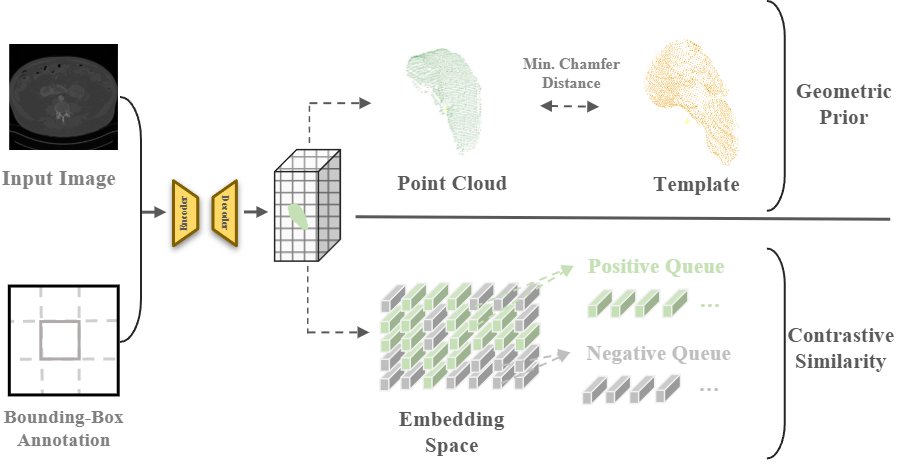 Input Image
Bounding-Box
Annotation
Encoder
Decoder
Point Cloud
Min. Chamfer
Distance
Template
Geometric
Prior
Embedding
Space
Positive Queue
...
Negative Queue
...
Contrastive
Similarity